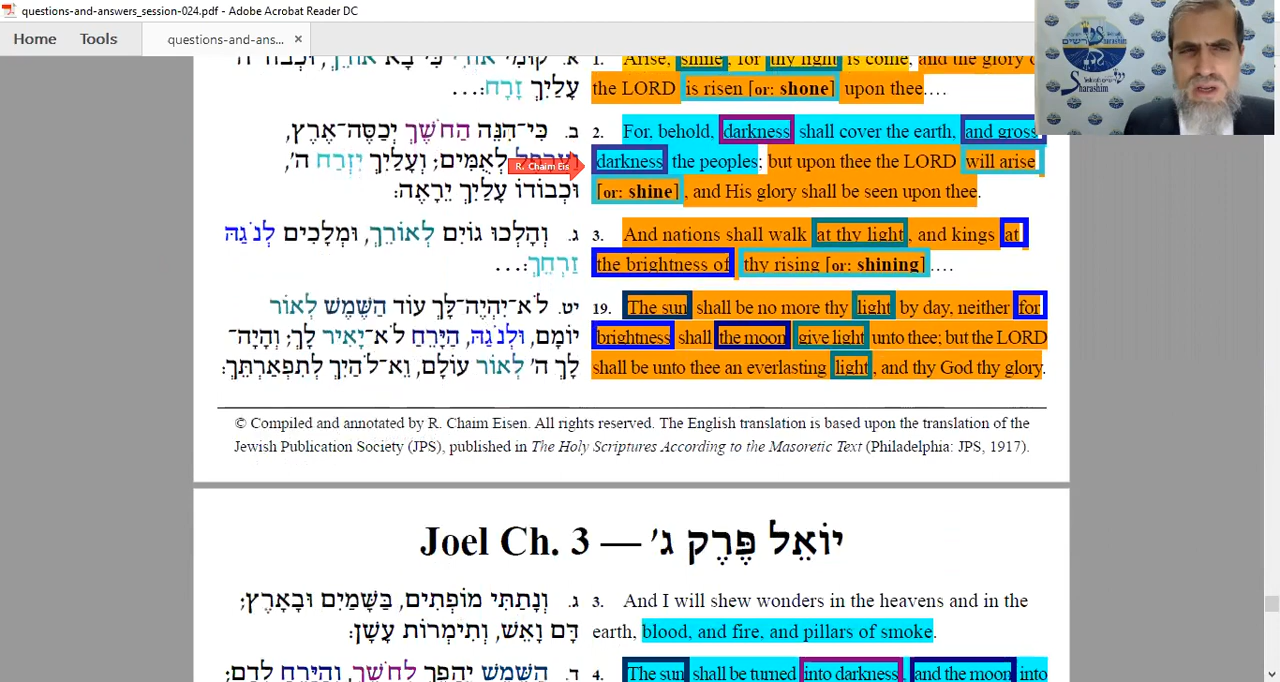 questions-and-answers_session-024.pdf - Adobe Acrobat Reader DC
Home Tools questions-and-ans... ×
שרשים
Sharashim
1. Arise, shine, for thy light is come, and the glory
the LORD is risen [or: shone] upon thee….
עָלַיִךְ זָרָח:…
2. For, behold, darkness shall cover the earth, and gross
darkness the peoples; but upon thee the LORD will arise
[or: shine], and His glory shall be seen upon thee.
ב. כִּי־הִנֵּה הַחֹשֶׁךְ יְכַסֶּה־אֶרֶץ,
לְאֻמִּים; וְעָלַיִךְ יִזְרַח ה',
וּכְבוֹדוֹ עָלַיִךְ יֵרָאֶה:
R. Chaim Eis
3. And nations shall walk at thy light, and kings at
the brightness of thy rising [or: shining]….
ג. וְהָלְכוּ גוֹיִם לְאוֹרֵךְ, וּמְלָכִים לְנֹגַהּ
זַרְחֵךְ:…
19. The sun shall be no more thy light by day, neither for
brightness shall the moon give light unto thee; but the LORD
shall be unto thee an everlasting light, and thy God thy glory.
יט. לֹא־יִהְיֶה־לָּךְ עוֹד הַשֶּׁמֶשׁ לְאוֹר
יוֹמָם, וּלְנֹגַהּ הַיָּרֵחַ לֹא־יָאִיר לָךְ; וְהָיָה־
לָךְ ה' לְאוֹר עוֹלָם, וֵא־לֹהַיִךְ לְתִפְאַרְתֵּךְ:
© Compiled and annotated by R. Chaim Eisen. All rights reserved. The English translation is based upon the translation of the
Jewish Publication Society (JPS), published in The Holy Scriptures According to the Masoretic Text (Philadelphia: JPS, 1917).
Joel Ch. 3 — יוֹאֵל פֶּרֶק ג'
3. And I will shew wonders in the heavens and in the
earth, blood, and fire, and pillars of smoke.
ג. וְנָתַתִּי מוֹפְתִים, בַּשָּׁמַיִם וּבָאָרֶץ;
דָּם וָאֵשׁ, וְתִימְרוֹת עָשָׁן:
4. The sun shall be turned into darkness, and the moon into
ד. הַשֶּׁמֶשׁ יֵהָפֵךְ לְחֹשֶׁךְ, וְהַיָּרֵחַ לְדָם;